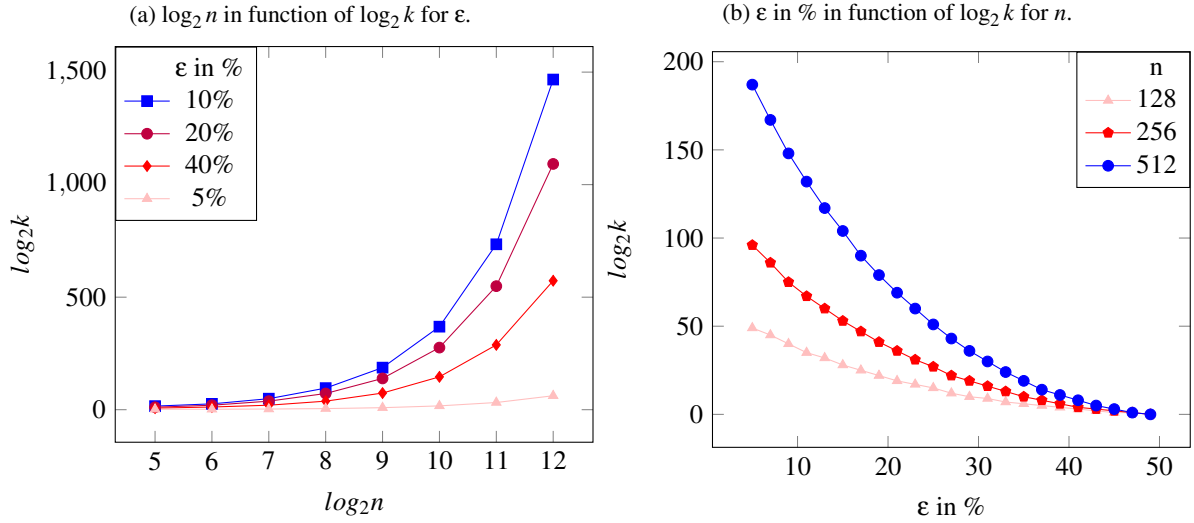 (a) log₂ n in function of log₂ k for ε.
ε in %
10%
20%
40%
5%
1,500
1,000
500
0
log₂k
5 6 7 8 9 10 11 12
log₂n
(b) ε in % in function of log₂ k for n.
n
128
256
512
200
150
100
50
0
log₂k
10 20 30 40 50
ε in %